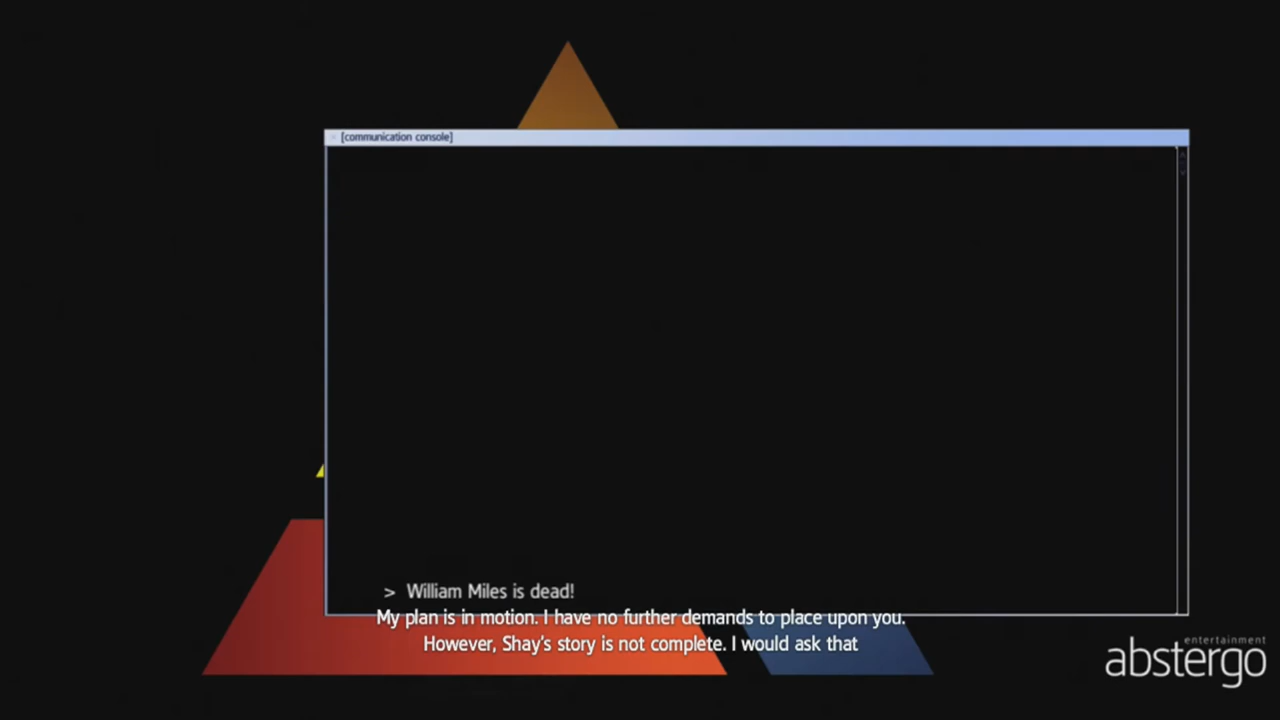 [communication console]
> William Miles is dead!
My plan is in motion. I have no further demands to place upon you.
However, Shay's story is not complete. I would ask that
entertainment
abstergo